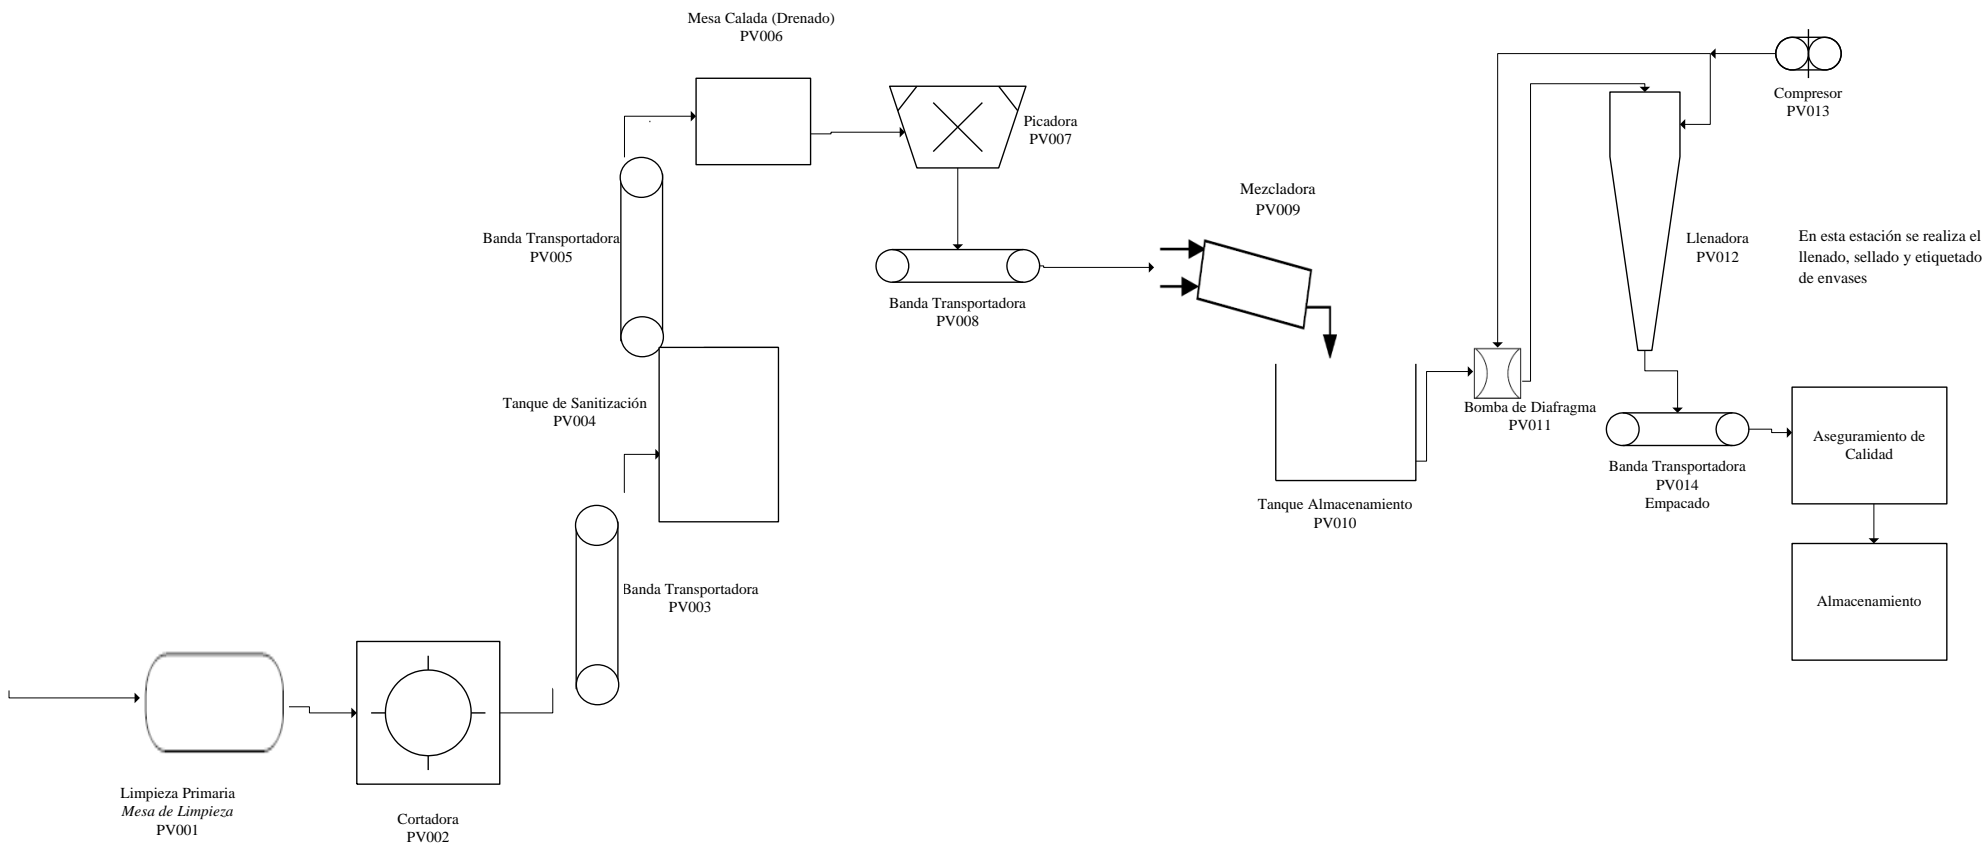 Mesa Calada (Drenado)
PV006
Compresor
PV013
Picadora
PV007
Mezcladora
PV009
Banda Transportadora
PV005
Llenadora
PV012
En esta estación se realiza el
llenado, sellado y etiquetado
de envases
Banda Transportadora
PV008
Tanque de Sanitización
PV004
Bomba de Diafragma
PV011
Aseguramiento de
Calidad
Banda Transportadora
PV014
Empacado
Tanque Almacenamiento
PV010
Banda Transportadora
PV003
Almacenamiento
Limpieza Primaria
Mesa de Limpieza
PV001
Cortadora
PV002